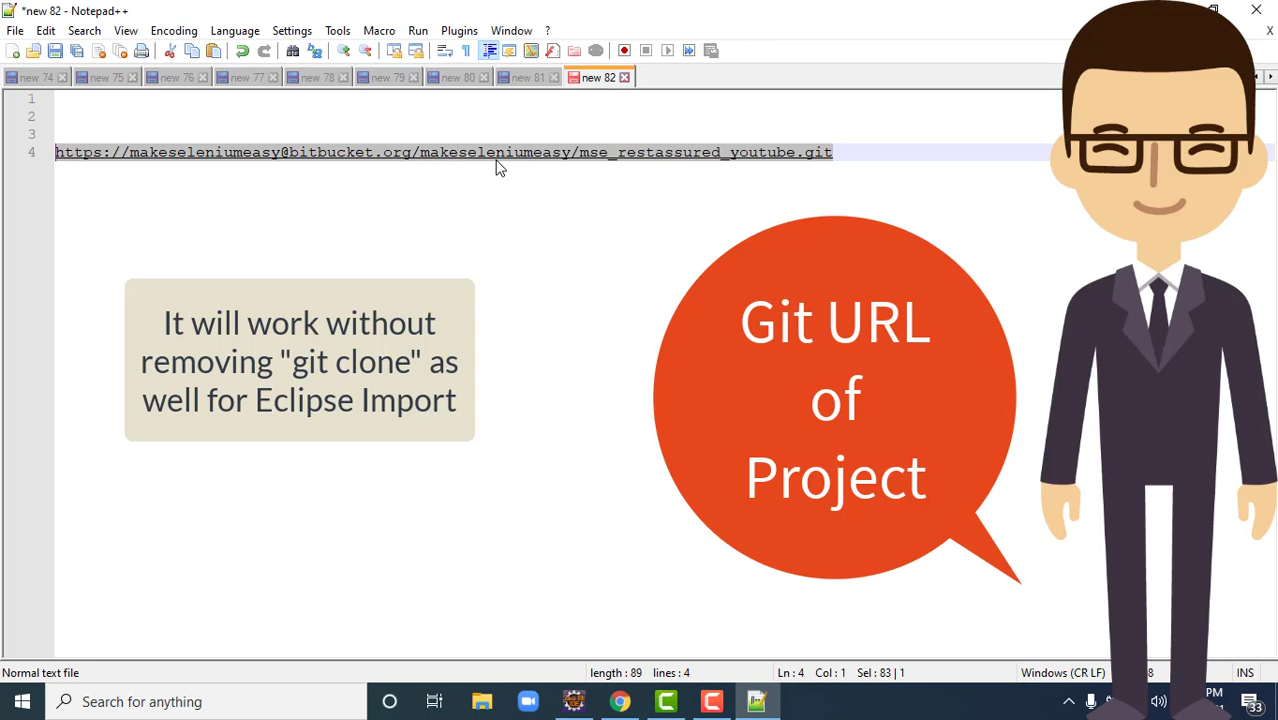 *new 82 - Notepad++
File Edit Search View Encoding Language Settings Tools Macro Run Plugins Window ? X
new 74 new 75 new 76 new 77 new 78 new 79 new 80 new 81 new 82
1
2
3
4 https://makeseleniumeasy@bitbucket.org/makeseleniumeasy/mse_restassured_youtube.git
It will work without
removing "git clone" as
well for Eclipse Import
Git URL
of
Project
Normal text file length : 89 lines : 4 Ln : 4 Col : 1 Sel : 83 | 1 Windows (CR LF) INS
Search for anything
PM
33